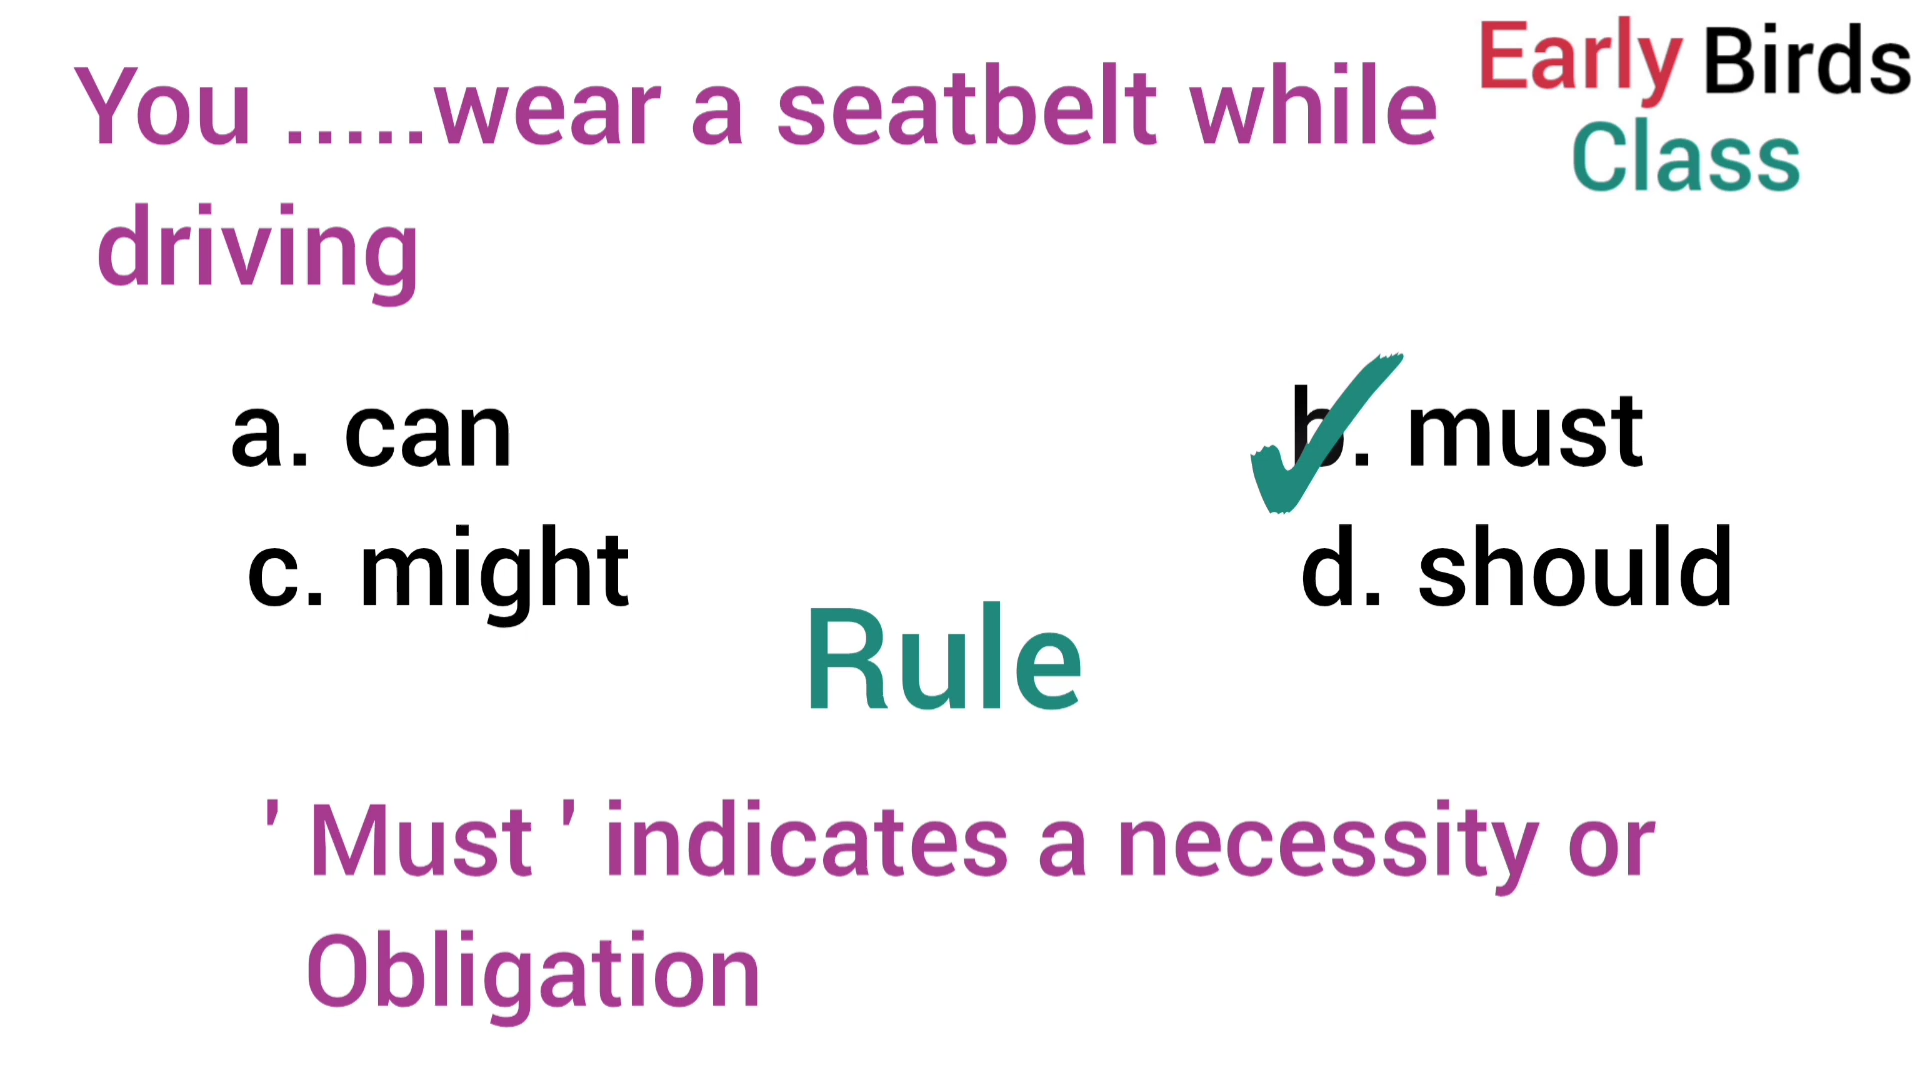 You .....wear a seatbelt while
driving
Early Birds
Class
a. can
b. must
c. might
d. should
Rule
' Must ' indicates a necessity or
Obligation